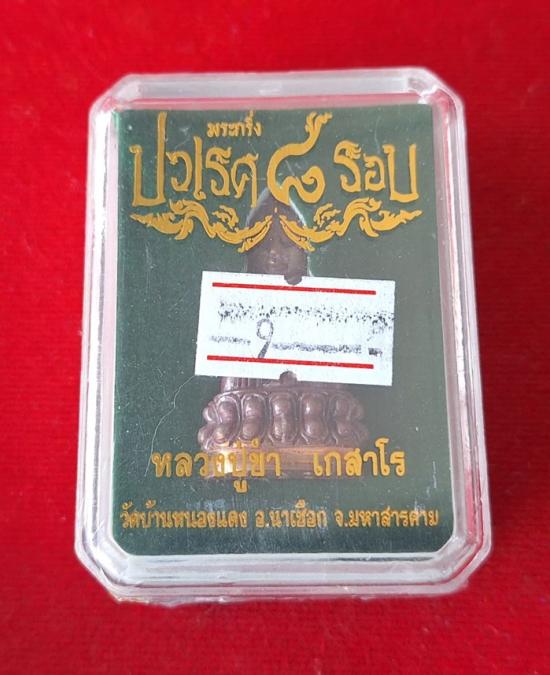 พระกริ่ง
ปวเรศ ๘ รอบ
หลวงปู่ขำ เกสาโร
วัดบ้านหนองแดง อ.นาเชือก จ.มหาสารคาม